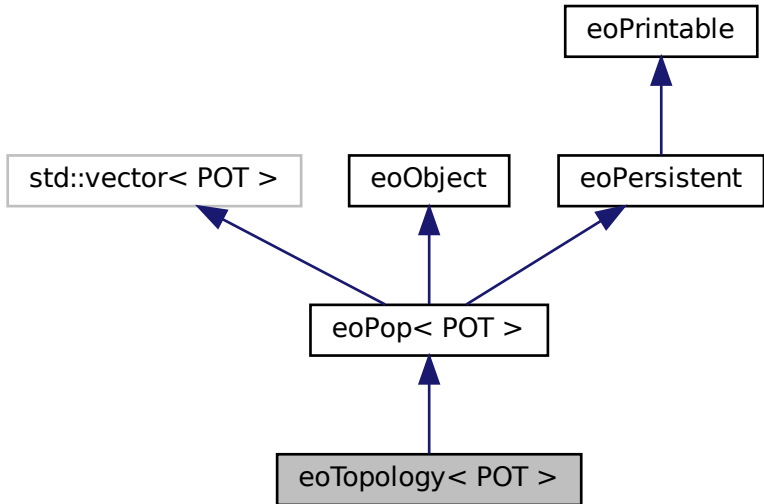 eoPrintable
std::vector< POT >
eoObject
eoPersistent
eoPop< POT >
eoTopology< POT >